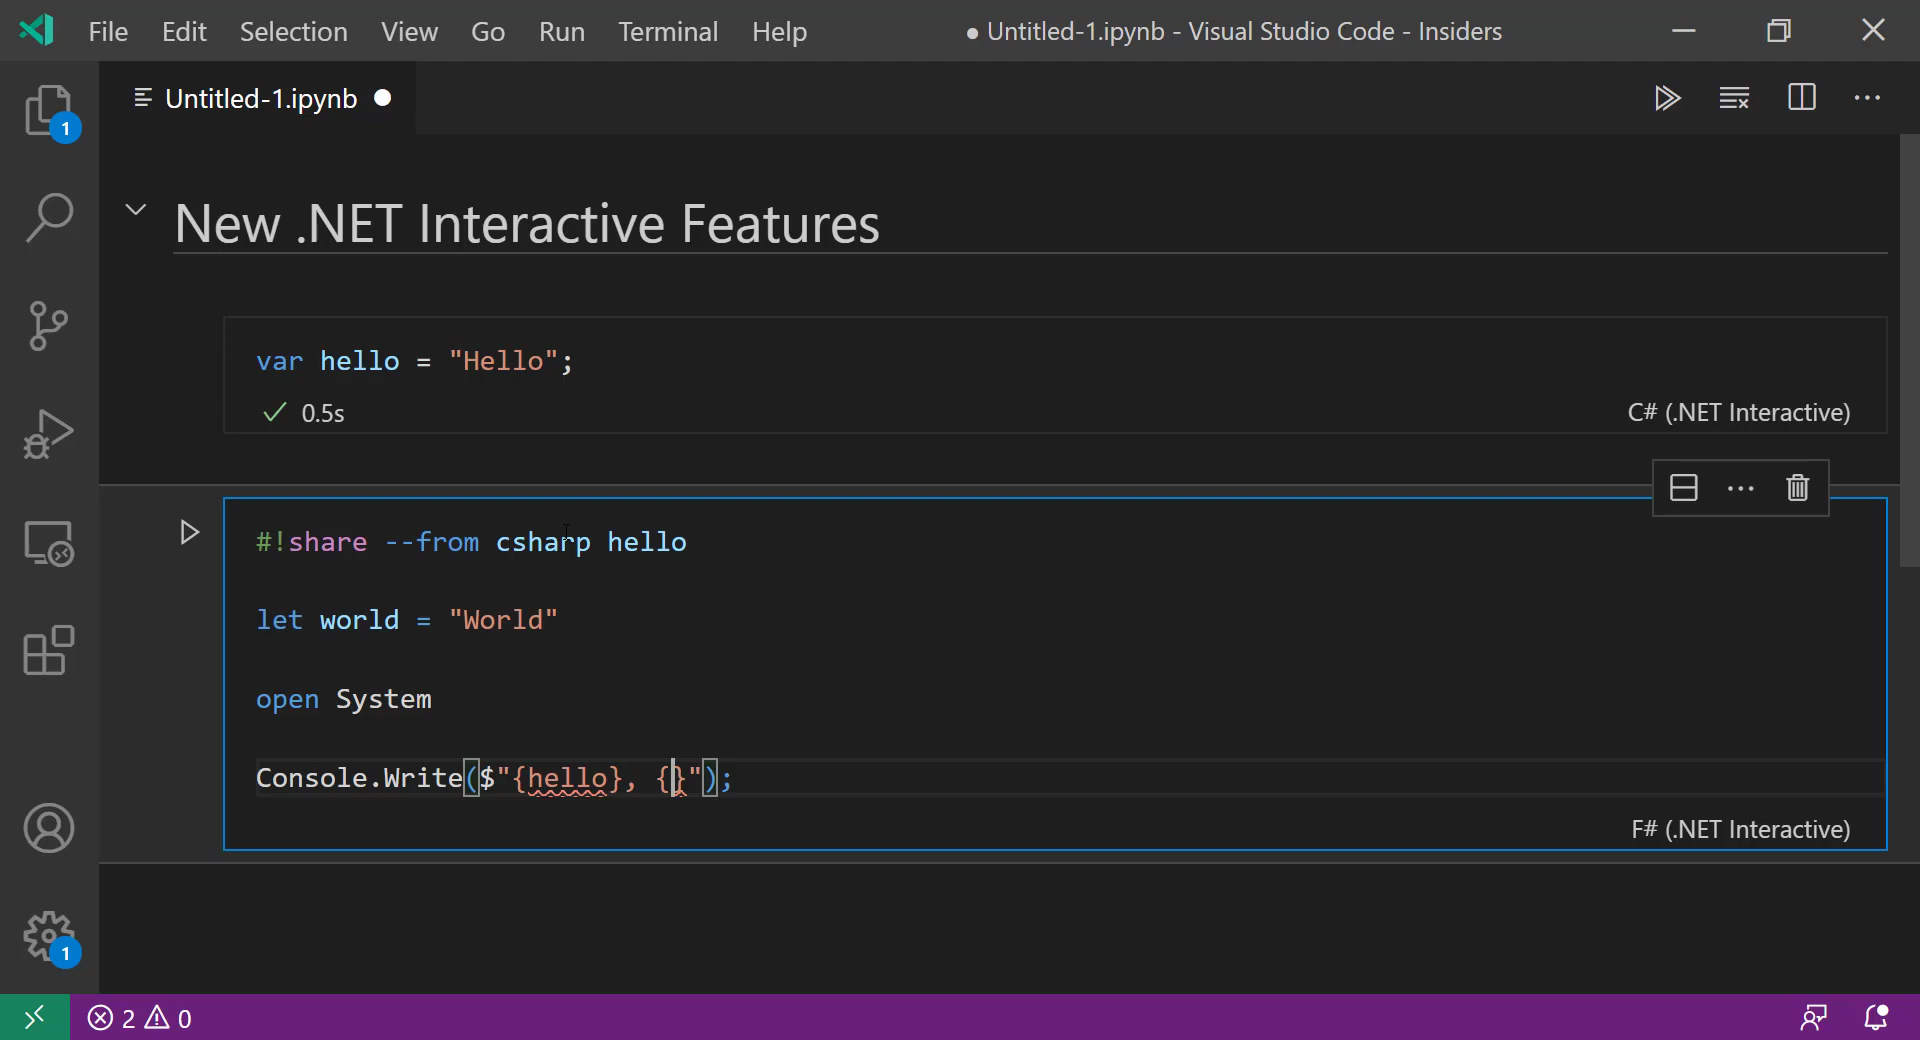 File Edit Selection View Go Run Terminal Help
● Untitled-1.ipynb - Visual Studio Code - Insiders
Untitled-1.ipynb ●
1
New .NET Interactive Features
var hello = "Hello";
0.5s
C# (.NET Interactive)
#!share --from csharp hello
let world = "World"
open System
Console.Write($"{hello}, {}");
F# (.NET Interactive)
1
2 0